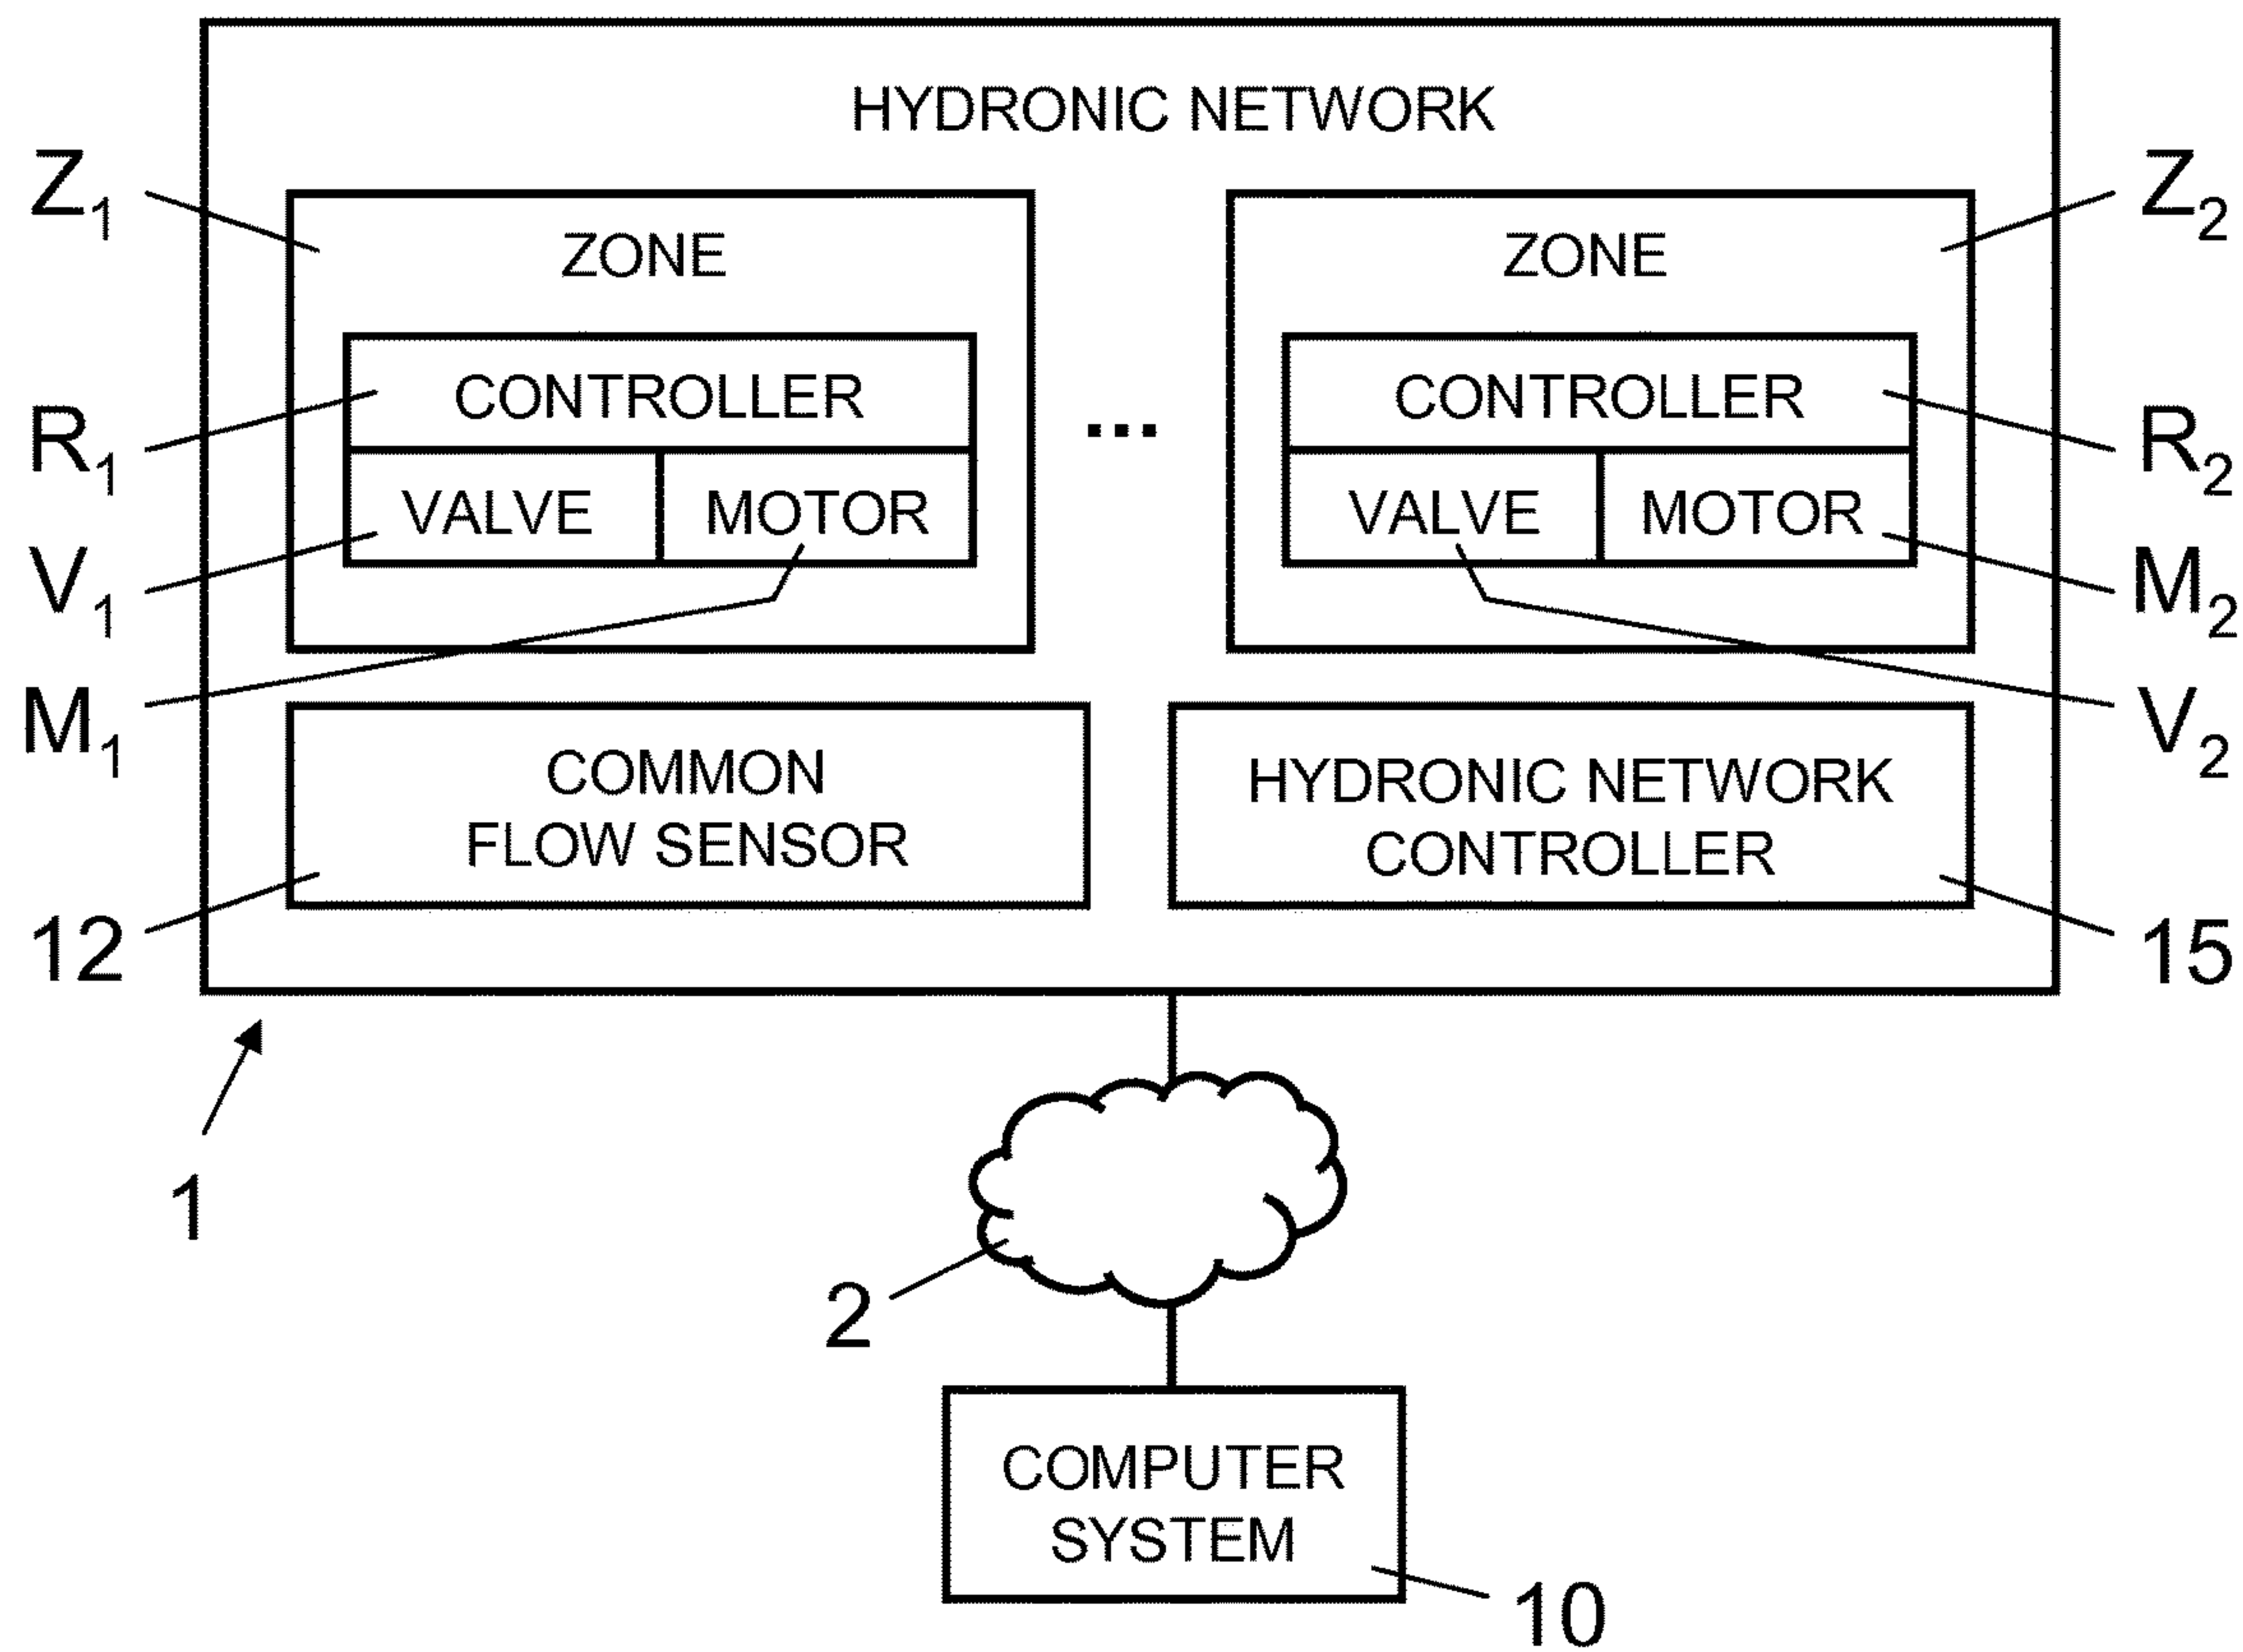 HYDRONIC NETWORK
Z1
Z2
ZONE
ZONE
R1
CONTROLLER
...
CONTROLLER
R2
V1
VALVE
MOTOR
VALVE
MOTOR
M2
M1
V2
COMMON
FLOW SENSOR
HYDRONIC NETWORK
CONTROLLER
12
15
1
2
COMPUTER
SYSTEM
10